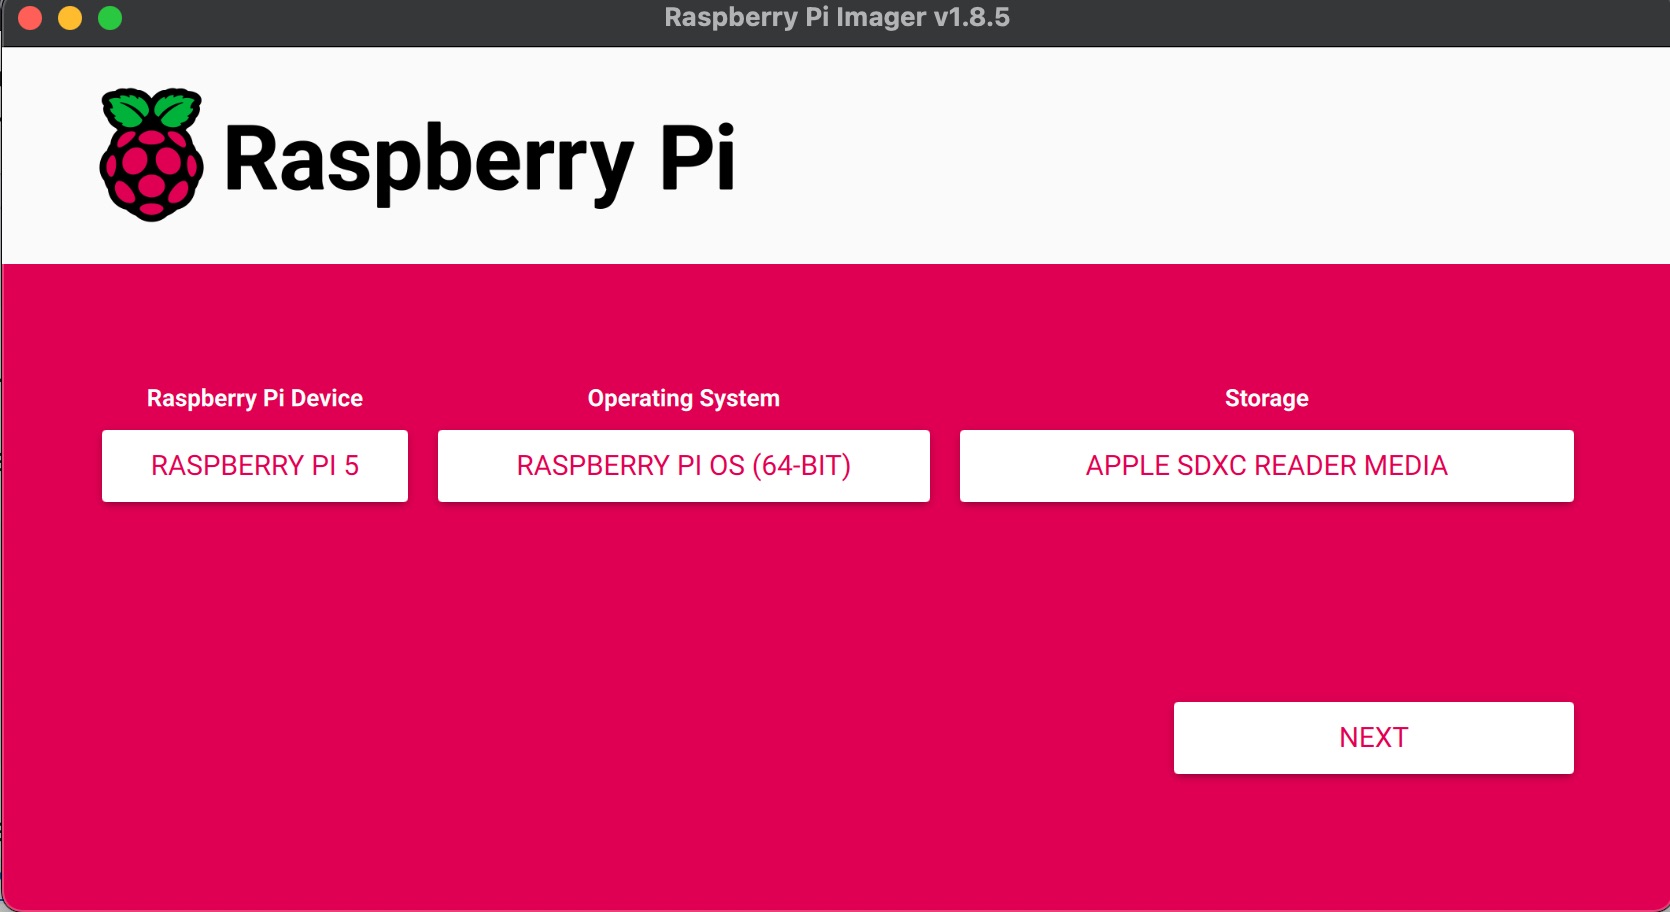 Raspberry Pi Imager v1.8.5
Raspberry Pi
Raspberry Pi Device
Operating System
Storage
RASPBERRY PI 5
RASPBERRY PI OS (64-BIT)
APPLE SDXC READER MEDIA
NEXT